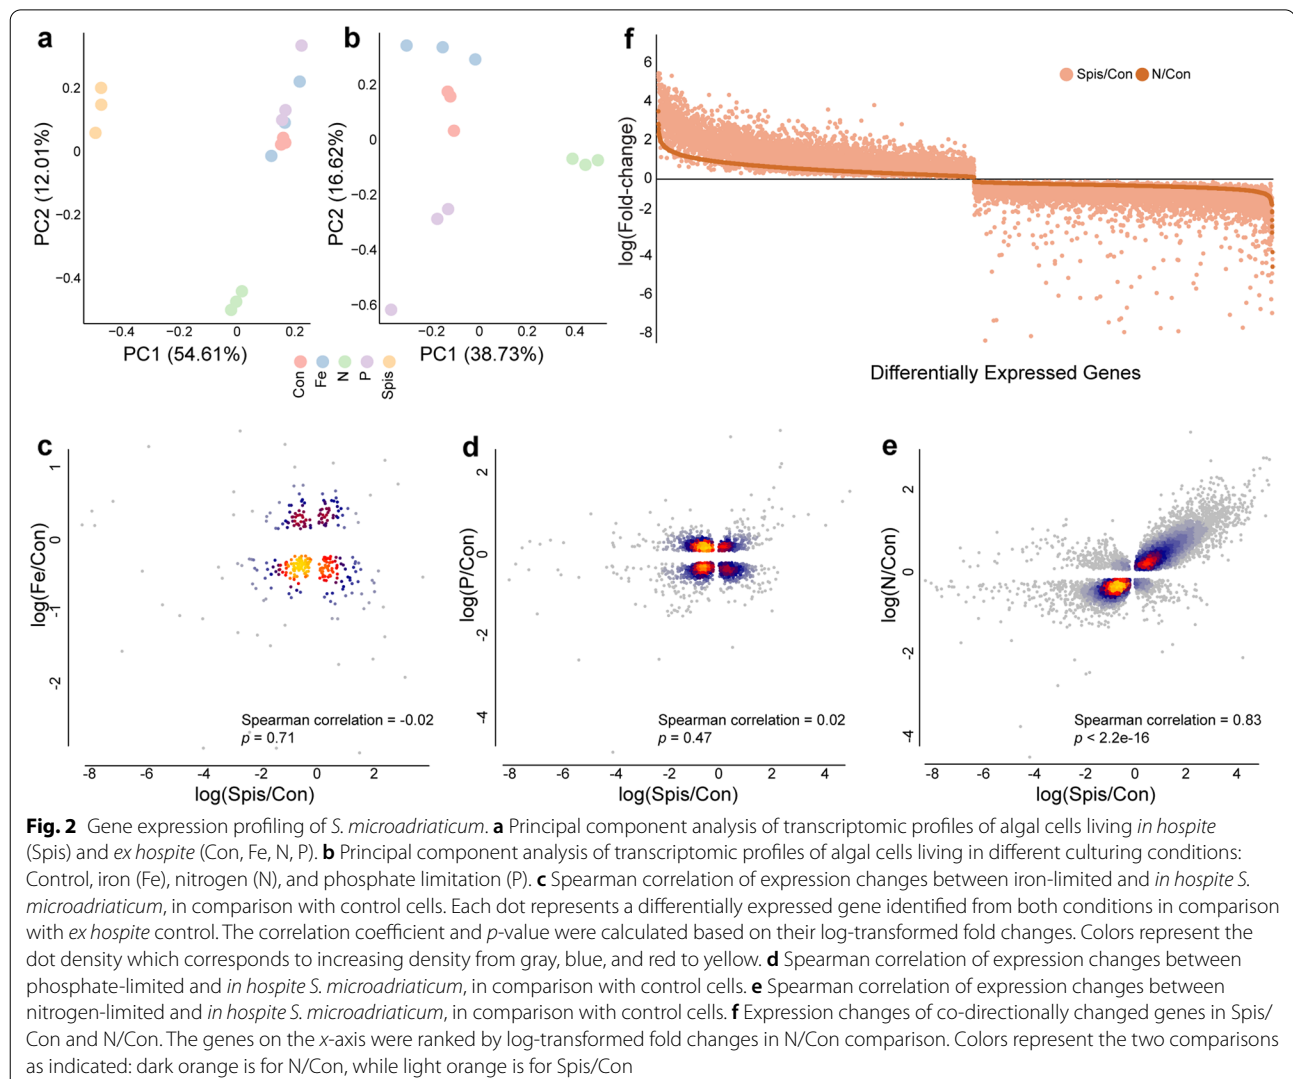 a
PC2 (12.01%)
0.2
0
−0.2
−0.4
−0.4
−0.2
0
0.2
PC1 (54.61%)
b
PC2 (16.62%)
0.2
0
−0.2
−0.4
−0.6
−0.2
0
0.2
0.4
0.6
PC1 (38.73%)
Con
Fe
N
P
Spis
f
log(Fold-change)
6
4
2
0
-2
-4
-6
-8
Spis/Con
N/Con
Differentially Expressed Genes
c
log(Fe/Con)
1
0
-1
-2
Spearman correlation = -0.02
p = 0.71
-8
-6
-4
-2
0
2
log(Spis/Con)
d
log(P/Con)
2
0
-2
-4
Spearman correlation = 0.02
p = 0.47
-8
-6
-4
-2
0
2
4
log(Spis/Con)
e
log(N/Con)
2
0
-2
-4
Spearman correlation = 0.83
p < 2.2e-16
-8
-6
-4
-2
0
2
4
log(Spis/Con)
Fig. 2 Gene expression profiling of S. microadriaticum. a Principal component analysis of transcriptomic profiles of algal cells living in hospite
(Spis) and ex hospite (Con, Fe, N, P). b Principal component analysis of transcriptomic profiles of algal cells living in different culturing conditions:
Control, iron (Fe), nitrogen (N), and phosphate limitation (P). c Spearman correlation of expression changes between iron-limited and in hospite S.
microadriaticum, in comparison with control cells. Each dot represents a differentially expressed gene identified from both conditions in comparison
with ex hospite control. The correlation coefficient and p-value were calculated based on their log-transformed fold changes. Colors represent the
dot density which corresponds to increasing density from gray, blue, and red to yellow. d Spearman correlation of expression changes between
phosphate-limited and in hospite S. microadriaticum, in comparison with control cells. e Spearman correlation of expression changes between
nitrogen-limited and in hospite S. microadriaticum, in comparison with control cells. f Expression changes of co-directionally changed genes in Spis/
Con and N/Con. The genes on the x-axis were ranked by log-transformed fold changes in N/Con comparison. Colors represent the two comparisons
as indicated: dark orange is for N/Con, while light orange is for Spis/Con